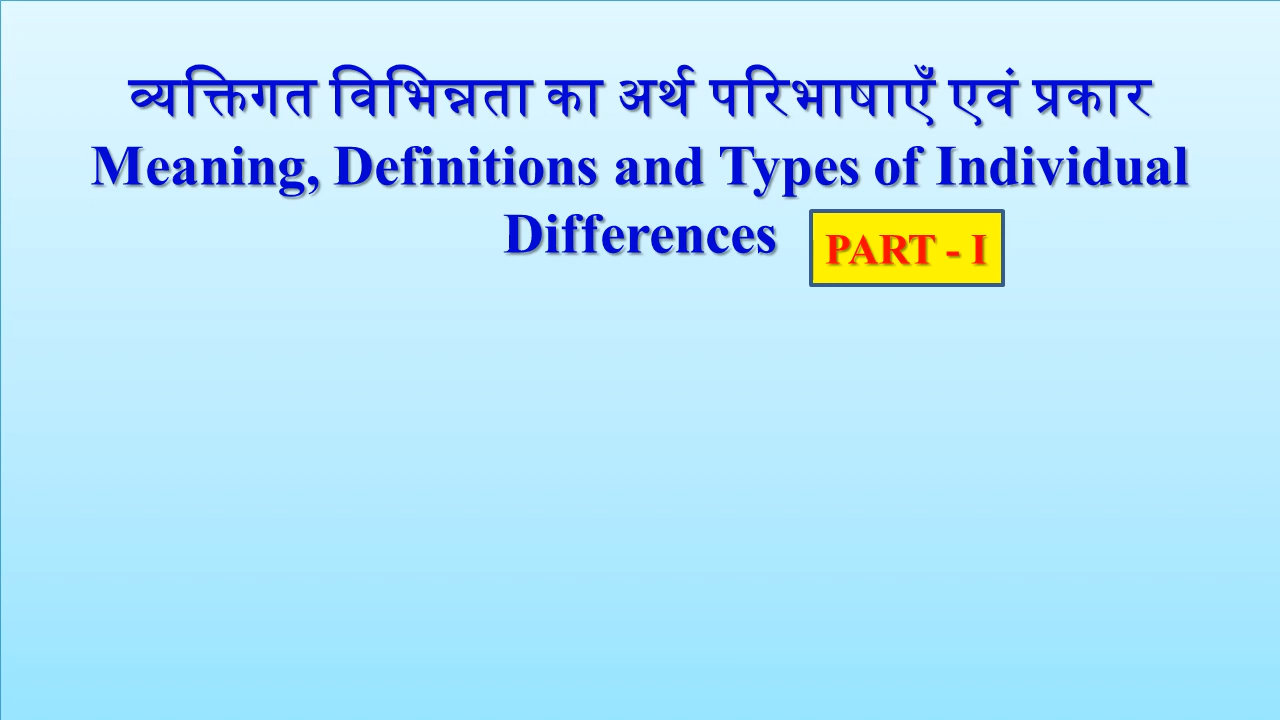 व्यक्तिगत विभिन्नता का अर्थ परिभाषाएँ एवं प्रकार
Meaning, Definitions and Types of Individual
Differences
PART - I